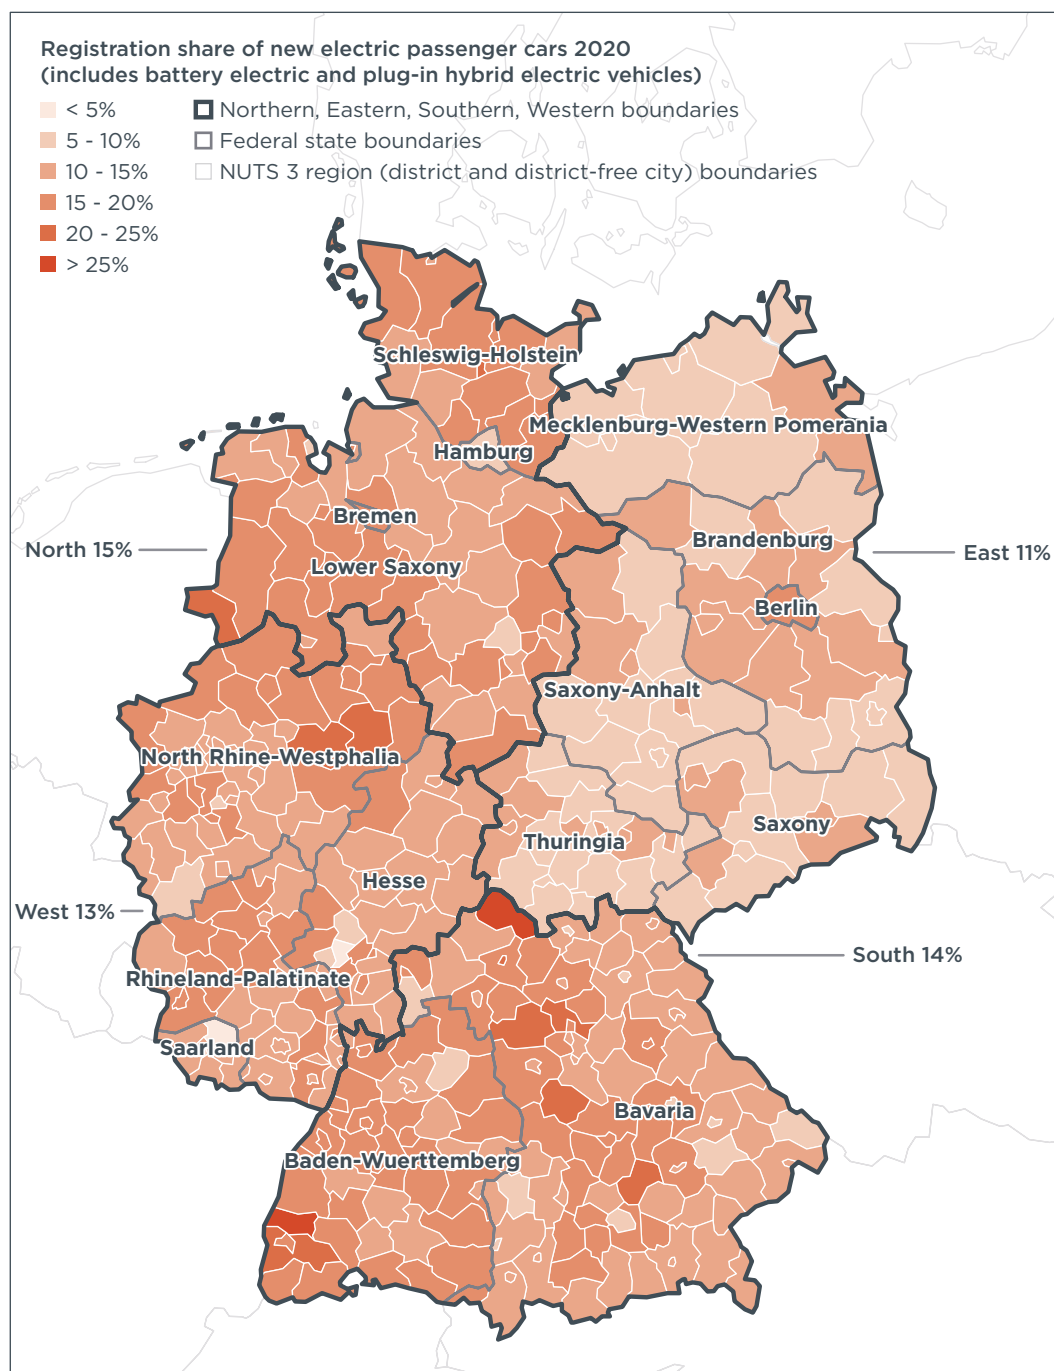 Registration share of new electric passenger cars 2020
(includes battery electric and plug-in hybrid electric vehicles)
< 5%
5 - 10%
10 - 15%
15 - 20%
20 - 25%
> 25%
Northern, Eastern, Southern, Western boundaries
Federal state boundaries
NUTS 3 region (district and district-free city) boundaries
Schleswig-Holstein
Mecklenburg-Western Pomerania
Hamburg
Bremen
North 15%
Brandenburg
East 11%
Lower Saxony
Berlin
Saxony-Anhalt
North Rhine-Westphalia
Saxony
Thuringia
Hesse
West 13%
South 14%
Rhineland-Palatinate
Saarland
Bavaria
Baden-Wuerttemberg